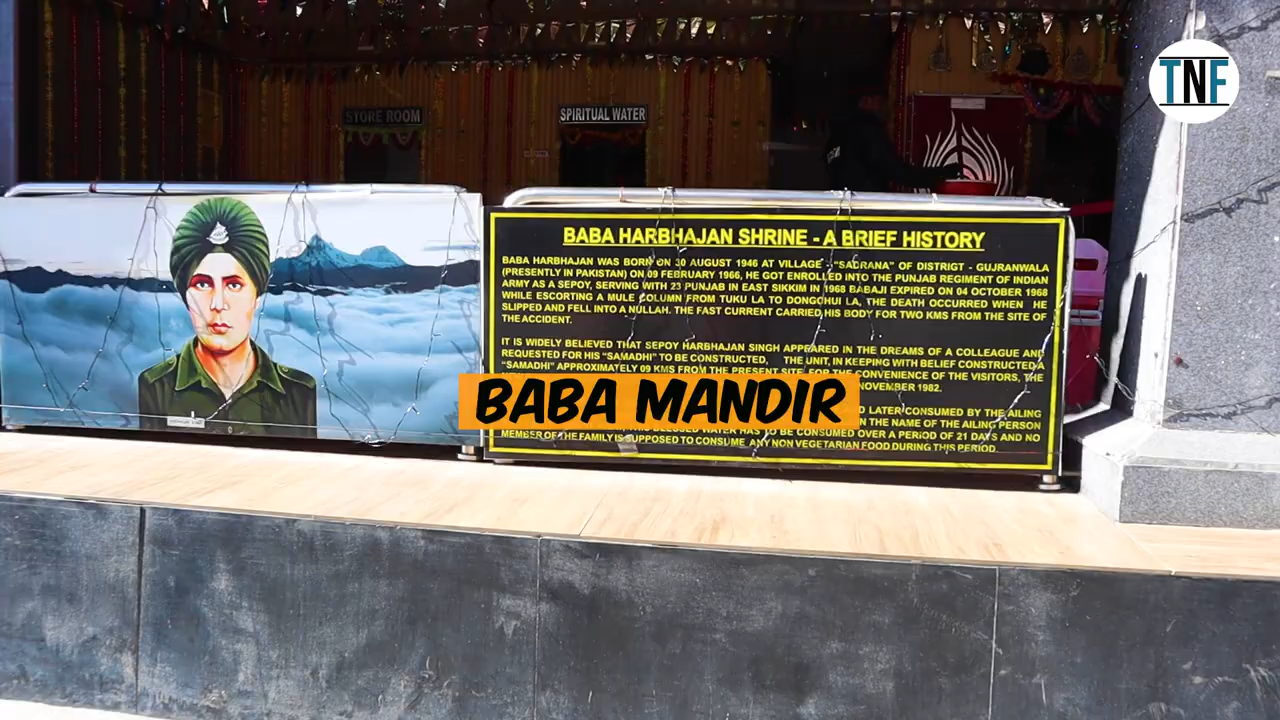 TNF
STORE ROOM
SPIRITUAL WATER
BABA HARBHAJAN SHRINE - A BRIEF HISTORY
BABA HARBHAJAN WAS BORN ON 30 AUGUST 1946 AT VILLAGE - "SADRANA" OF DISTRICT - GUJRANWALA
(PRESENTLY IN PAKISTAN) ON 09 FEBRUARY 1966, HE GOT ENROLLED INTO THE PUNJAB REGIMENT OF INDIAN
ARMY AS A SEPOY, SERVING WITH 23 PUNJAB IN EAST SIKKIM IN 1968 BABAJI EXPIRED ON 04 OCTOBER 1968
WHILE ESCORTING A MULE COLUMN FROM TUKU LA TO DONGCHUI LA, THE DEATH OCCURRED WHEN HE
SLIPPED AND FELL INTO A NULLAH. THE FAST CURRENT CARRIED HIS BODY FOR TWO KMS FROM THE SITE OF
THE ACCIDENT.
IT IS WIDELY BELIEVED THAT SEPOY HARBHAJAN SINGH APPEARED IN THE DREAMS OF A COLLEAGUE AND
REQUESTED FOR HIS "SAMADHI" TO BE CONSTRUCTED, THE UNIT, IN KEEPING WITH BELIEF CONSTRUCTED A
"SAMADHI" APPROXIMATELY 09 KMS FROM THE PRESENT SITE. FOR THE CONVENIENCE OF THE VISITORS, THE
NOVEMBER 1982.
BABA MANDIR
LATER CONSUMED BY THE AILING
IN THE NAME OF THE AILING PERSON
WATER HAS TO BE CONSUMED OVER A PERIOD OF 21 DAYS AND NO
MEMBER OF THE FAMILY IS SUPPOSED TO CONSUME ANY NON VEGETARIAN FOOD DURING THIS PERIOD.